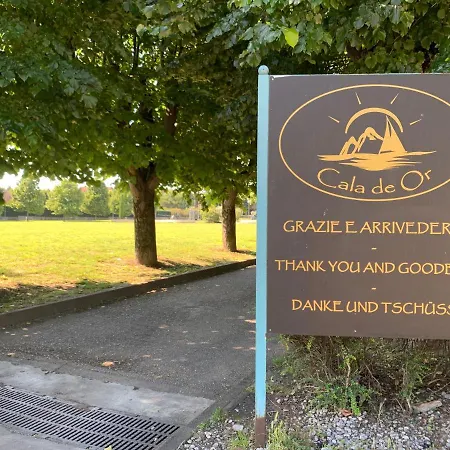 Cala de Or
GRAZIE E ARRIVEDER
-
THANK YOU AND GOODE
-
DANKE UND TSCHÜSS